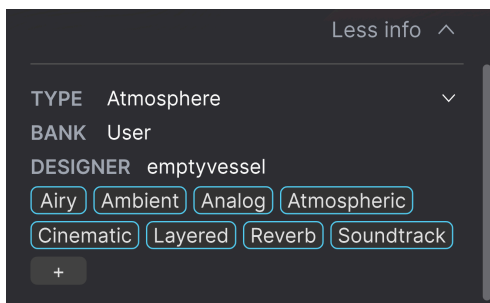 Less info
TYPE Atmosphere
BANK User
DESIGNER emptyvessel
Airy Ambient Analog Atmospheric
Cinematic Layered Reverb Soundtrack
+